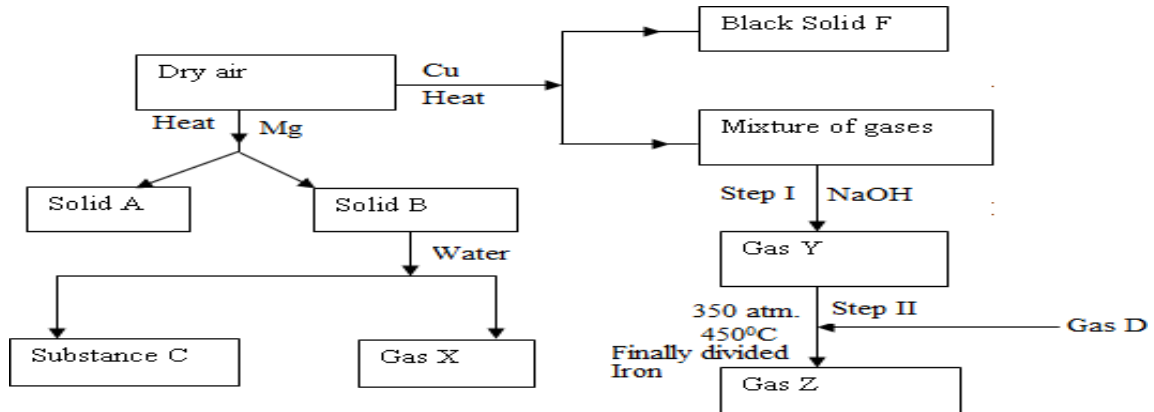 Black Solid F
Dry air
Cu
Heat
Heat
Mg
Mixture of gases
Solid A
Solid B
Step I
NaOH
Water
Gas Y
350 atm.
Step II
450⁰C
Gas D
Finally divided
Iron
Substance C
Gas X
Gas Z